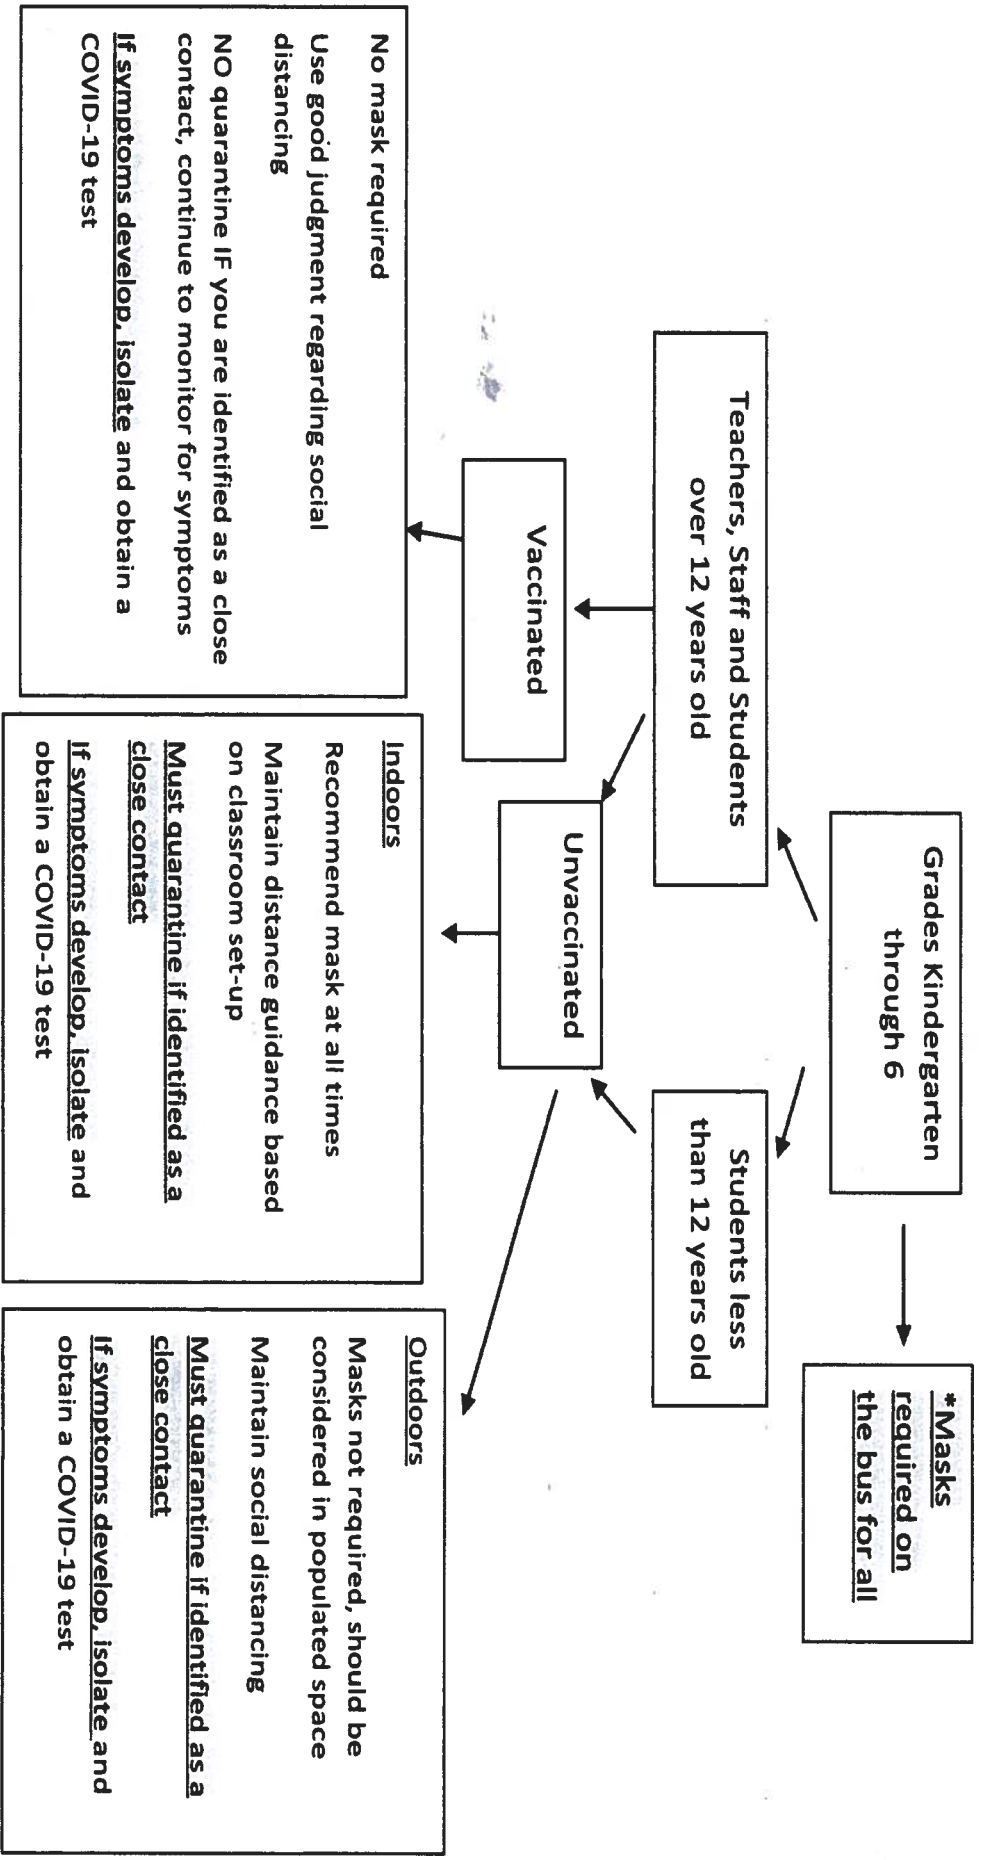 Grades Kindergarten
through 6
*Masks
required on
the bus for all
Teachers, Staff and Students
over 12 years old
Students less
than 12 years old
Vaccinated
Unvaccinated
No mask required
Use good judgment regarding social
distancing
NO quarantine IF you are identified as a close
contact, continue to monitor for symptoms
If symptoms develop, isolate and obtain a
COVID-19 test
Indoors
Recommend mask at all times
Maintain distance guidance based
on classroom set-up
Must quarantine if identified as a
close contact
If symptoms develop, isolate and
obtain a COVID-19 test
Outdoors
Masks not required, should be
considered in populated space
Maintain social distancing
Must quarantine if identified as a
close contact
If symptoms develop, isolate and
obtain a COVID-19 test